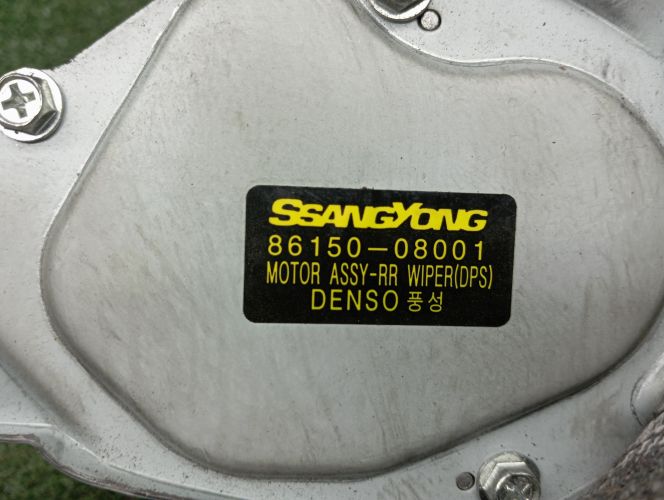 SSANGYONG
86150-08001
MOTOR ASSY-RR WIPER(DPS)
DENSO 풍성